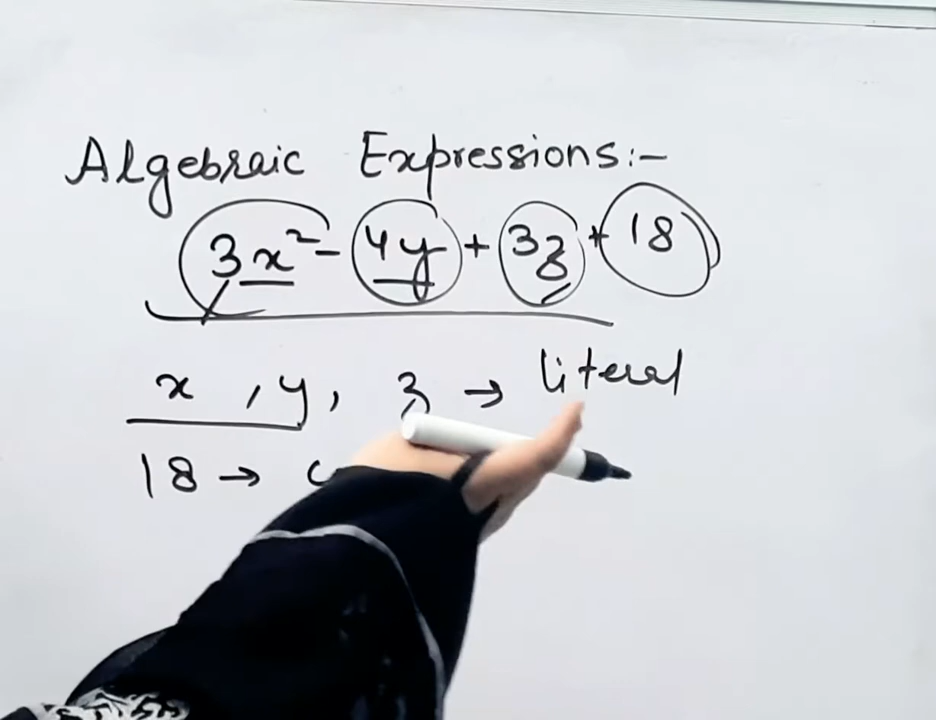 Algebraic Expressions:-
3x² - 4y + 3z + 18
x , y , z → literal
18 →